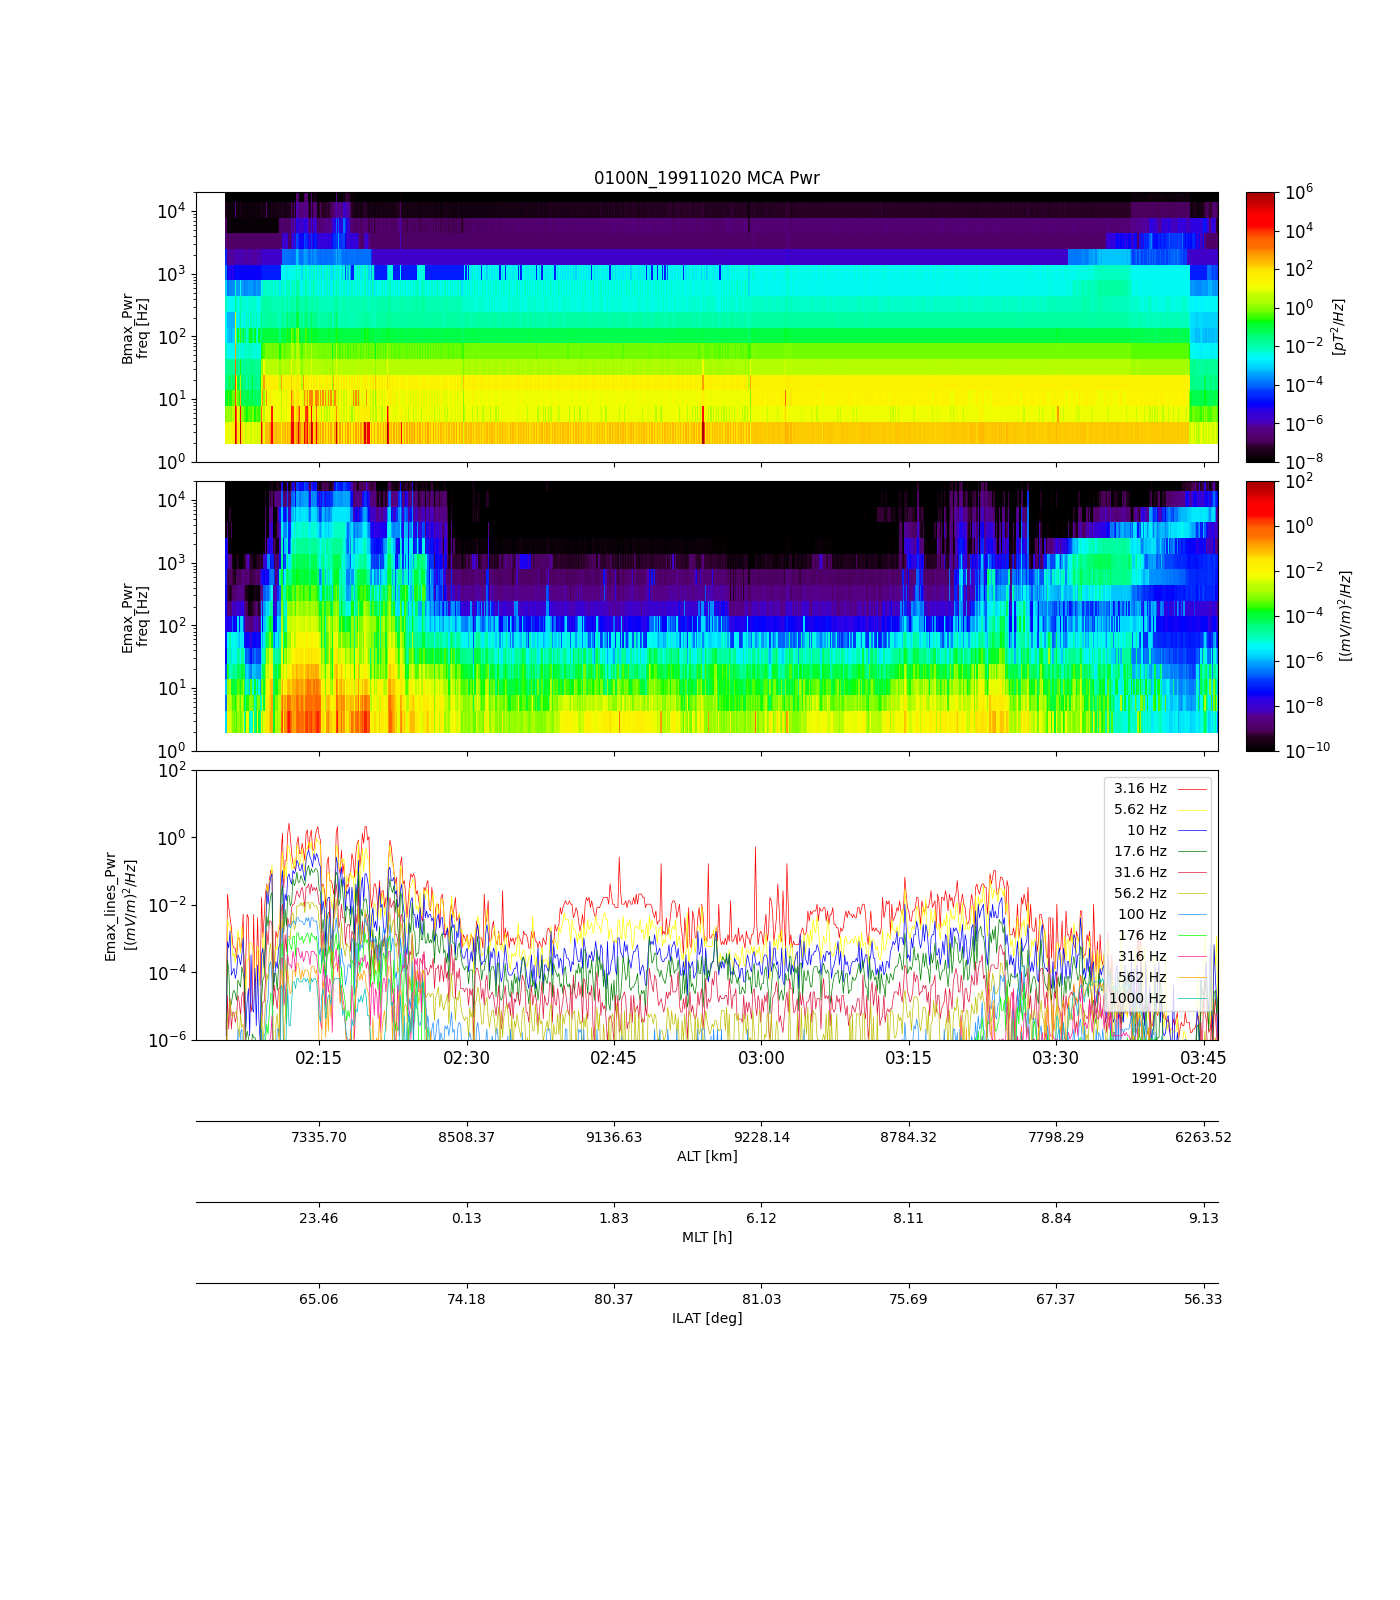 0100N_19911020 MCA Pwr
10^4
10^3
10^2
10^1
10^0
Bmax_Pwr
freq [Hz]
10^6
10^4
10^2
10^0
10^-2
10^-4
10^-6
10^-8
[pT^2/Hz]
10^4
10^3
10^2
10^1
10^0
Emax_Pwr
freq [Hz]
10^2
10^0
10^-2
10^-4
10^-6
10^-8
10^-10
[(mV/m)^2/Hz]
10^2
10^0
10^-2
10^-4
10^-6
Emax_lines_Pwr
[(mV/m)^2/Hz]
3.16 Hz
5.62 Hz
10 Hz
17.6 Hz
31.6 Hz
56.2 Hz
100 Hz
176 Hz
316 Hz
562 Hz
1000 Hz
02:15 02:30 02:45 03:00 03:15 03:30 03:45
1991-Oct-20
7335.70 8508.37 9136.63 9228.14 8784.32 7798.29 6263.52
ALT [km]
23.46 0.13 1.83 6.12 8.11 8.84 9.13
MLT [h]
65.06 74.18 80.37 81.03 75.69 67.37 56.33
ILAT [deg]